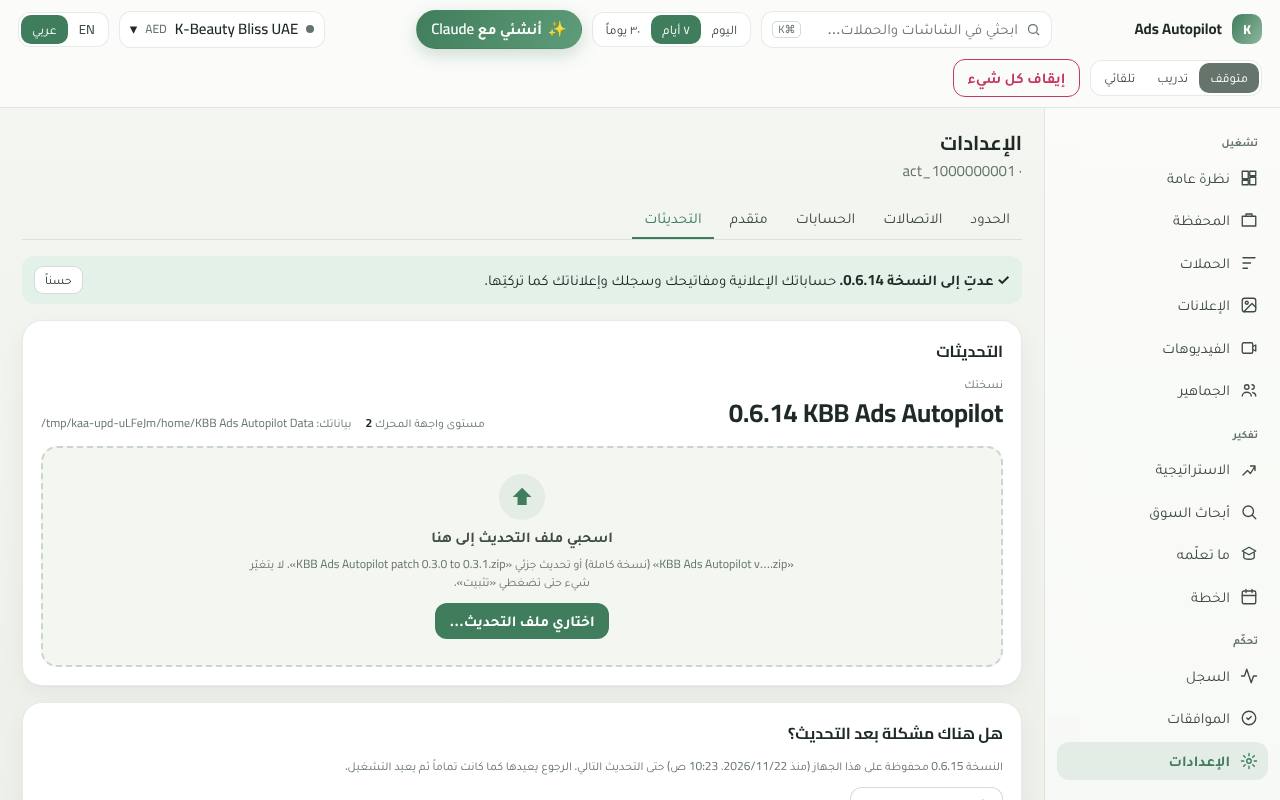 K
Ads Autopilot
ابحثي في الشاشات والحملات...
⌘K
اليوم
٧ أيام
٣٠ يوماً
✨ أنشئي مع Claude
K-Beauty Bliss UAE AED ▾
EN
عربي
متوقف
تدريب
تلقائي
إيقاف كل شيء
تشغيل
نظرة عامة
المحفظة
الحملات
الإعلانات
الفيديوهات
الجماهير
تفكير
الاستراتيجية
أبحاث السوق
ما تعلّمه
الخطة
تحكّم
السجل
الموافقات
الإعدادات
الإعدادات
· act_1000000001
الحدود
الاتصالات
الحسابات
متقدم
التحديثات
✓ عدتِ إلى النسخة 0.6.14. حساباتك الإعلانية ومفاتيحك وسجلك وإعلاناتك كما تركتِها.
حسناً
التحديثات
نسختك
0.6.14 KBB Ads Autopilot
مستوى واجهة المحرك 2
بياناتك: /tmp/kaa-upd-uLFeJm/home/KBB Ads Autopilot Data
اسحبي ملف التحديث إلى هنا
«KBB Ads Autopilot v….zip» (نسخة كاملة) أو تحديث جزئي «KBB Ads Autopilot patch 0.3.0 to 0.3.1.zip». لا يتغيّر
شيء حتى تضغطي «تثبيت».
اختاري ملف التحديث...
هل هناك مشكلة بعد التحديث؟
النسخة 0.6.15 محفوظة على هذا الجهاز (منذ 2026/11/22. 10:23 ص) حتى التحديث التالي. الرجوع يعيدها كما كانت تماماً ثم يعيد التشغيل.